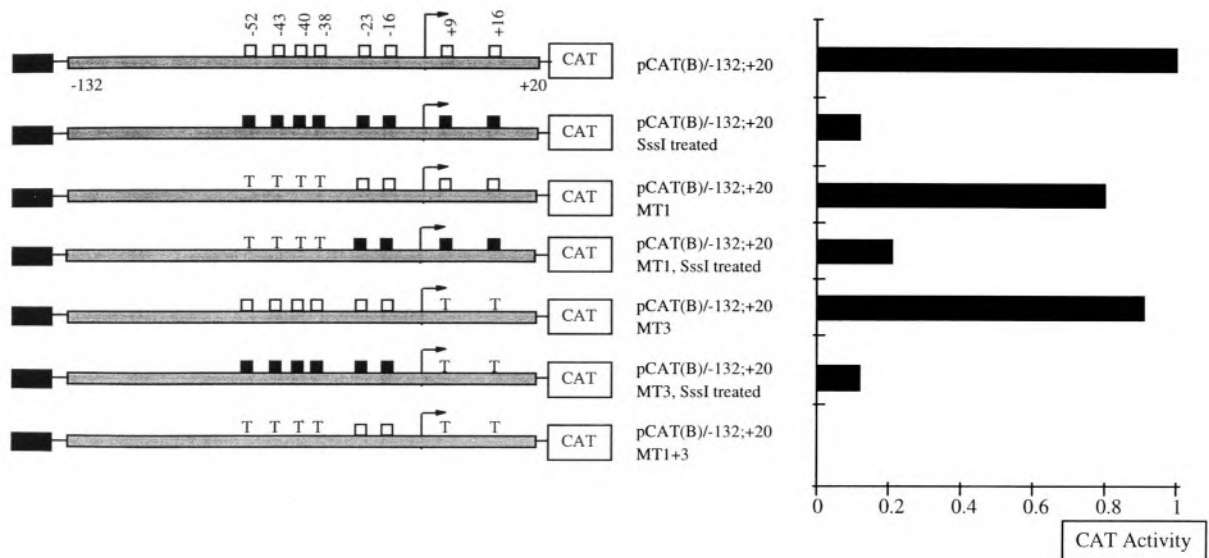 -52 -43 -40 -38 -23 -16 +9 +16
-132 +20 CAT
pCAT(B)/-132;+20
CAT
pCAT(B)/-132;+20
SssI treated
T T T T
CAT
pCAT(B)/-132;+20
MT1
T T T T
CAT
pCAT(B)/-132;+20
MT1, SssI treated
T T
CAT
pCAT(B)/-132;+20
MT3
T T
CAT
pCAT(B)/-132;+20
MT3, SssI treated
T T T T T T
CAT
pCAT(B)/-132;+20
MT1+3
0 0.2 0.4 0.6 0.8 1
CAT Activity